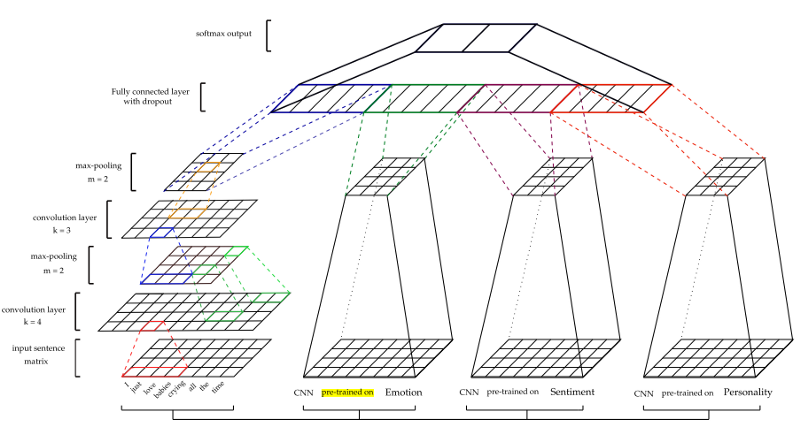 softmax output
Fully connected layer
with dropout
max-pooling
m = 2
convolution layer
k = 3
max-pooling
m = 2
convolution layer
k = 4
input sentence
matrix
I
just
love
babies
crying
all
the
time
CNN pre-trained on Emotion
CNN pre-trained on Sentiment
CNN pre-trained on Personality